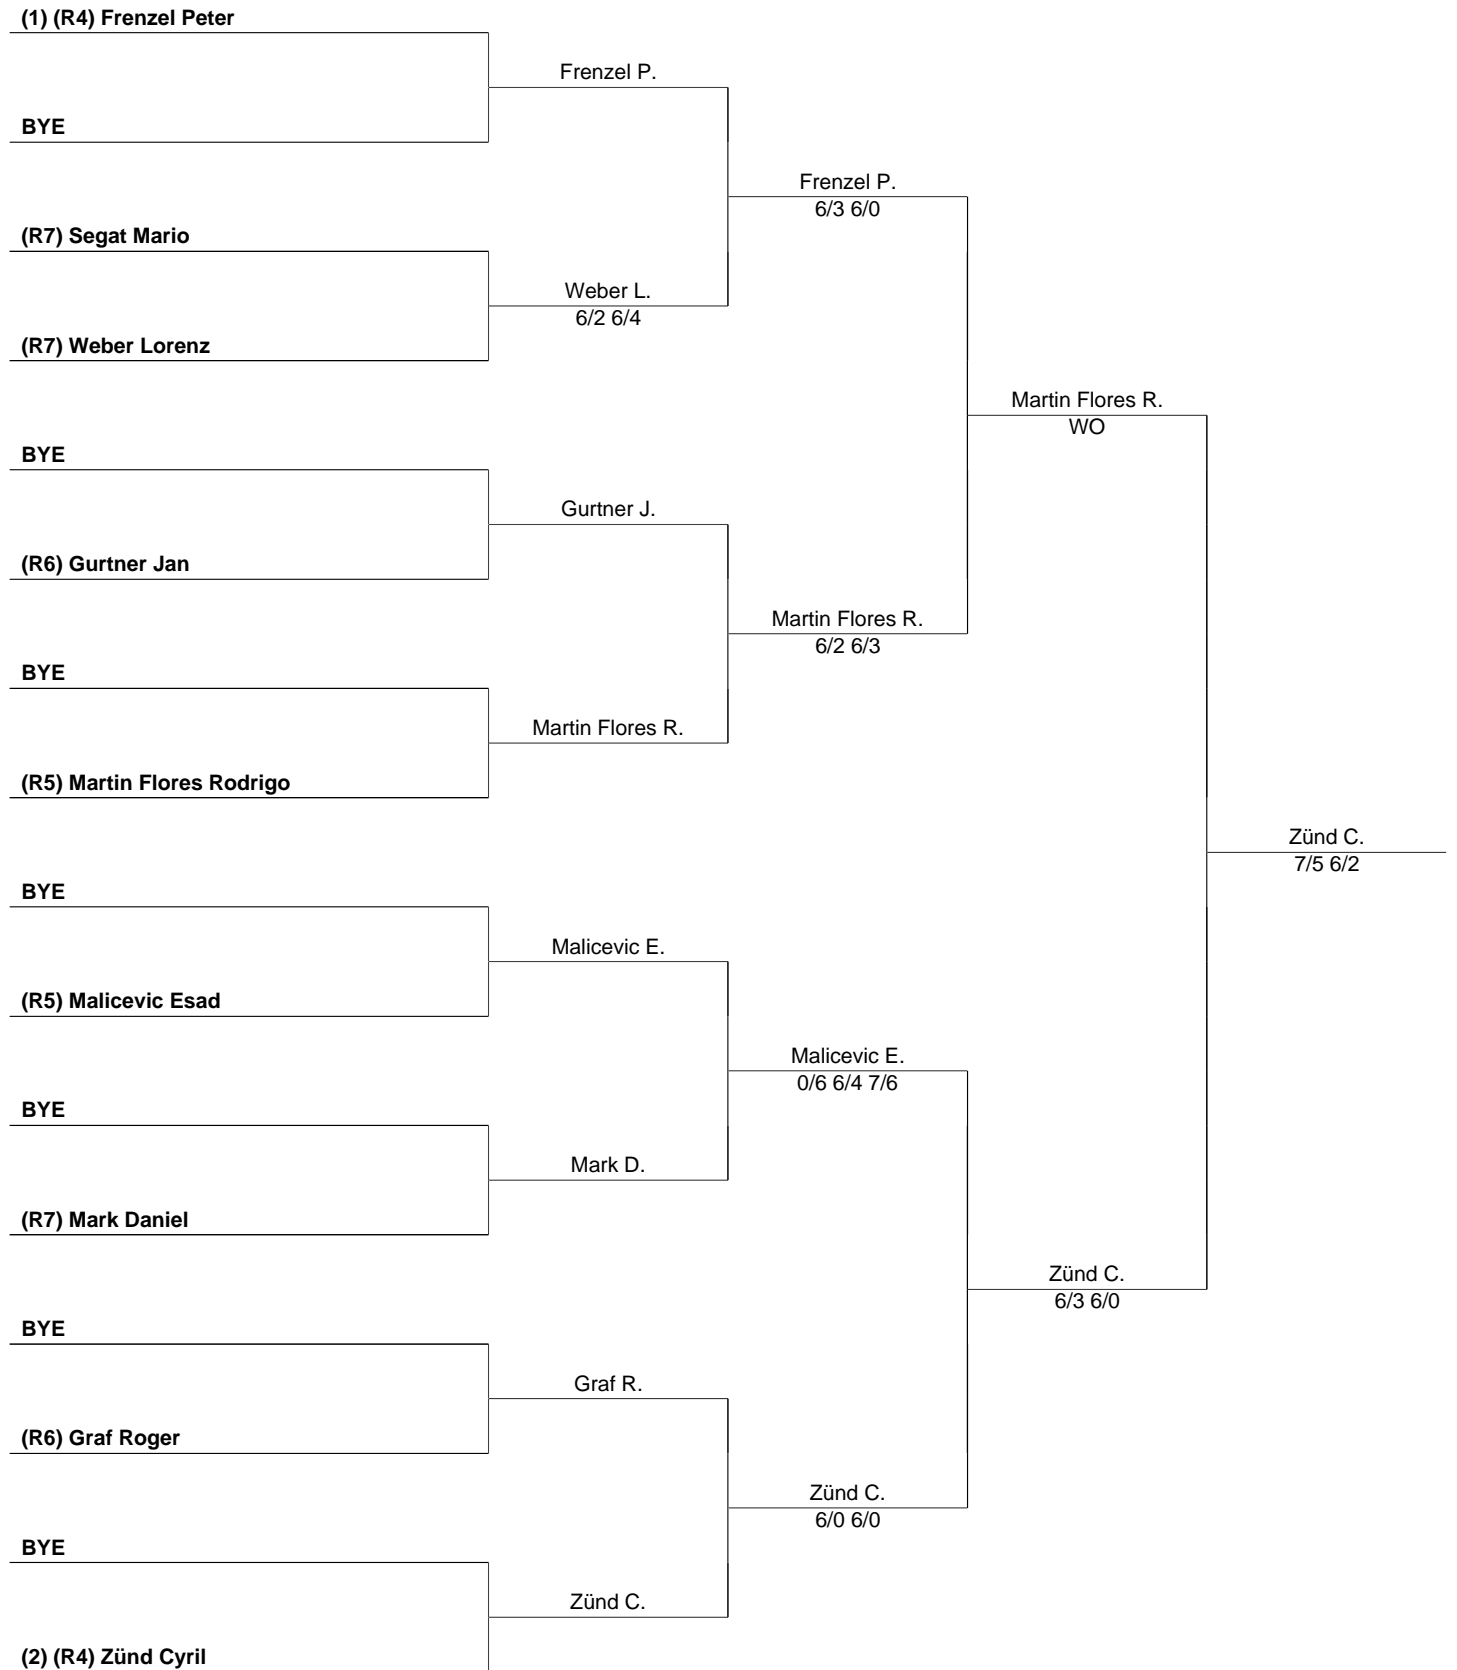 (1) (R4) Frenzel Peter
Frenzel P.
BYE
Frenzel P.
6/3 6/0
(R7) Segat Mario
Weber L.
6/2 6/4
(R7) Weber Lorenz
Martin Flores R.
WO
BYE
Gurtner J.
(R6) Gurtner Jan
Martin Flores R.
6/2 6/3
BYE
Martin Flores R.
(R5) Martin Flores Rodrigo
Zünd C.
7/5 6/2
BYE
Malicevic E.
(R5) Malicevic Esad
Malicevic E.
0/6 6/4 7/6
BYE
Mark D.
(R7) Mark Daniel
Zünd C.
6/3 6/0
BYE
Graf R.
(R6) Graf Roger
Zünd C.
6/0 6/0
BYE
Zünd C.
(2) (R4) Zünd Cyril